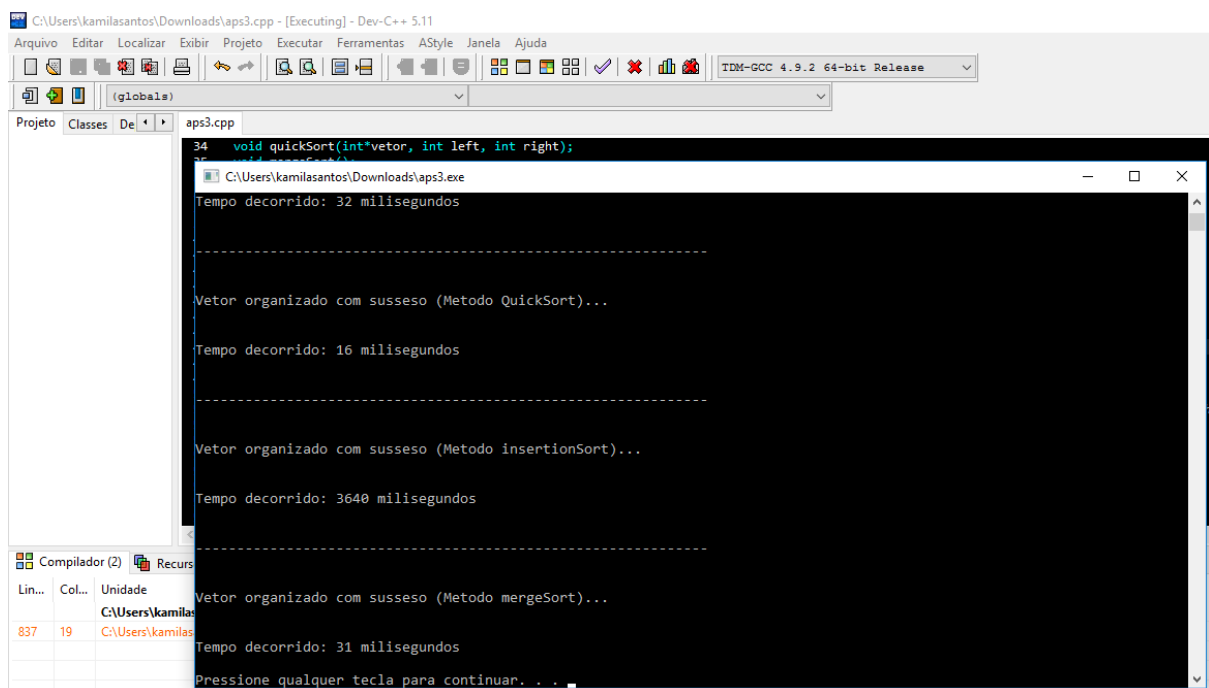 C:\Users\kamilasantos\Downloads\aps3.cpp - [Executing] - Dev-C++ 5.11
Arquivo Editar Localizar Exibir Projeto Executar Ferramentas AStyle Janela Ajuda
TDM-GCC 4.9.2 64-bit Release
(globals)
Projeto Classes De aps3.cpp
34 void quickSort(int*vetor, int left, int right);
35 void mergeSort();
C:\Users\kamilasantos\Downloads\aps3.exe
Tempo decorrido: 32 milisegundos
---------------------------------------------------------------
Vetor organizado com susseso (Metodo QuickSort)...
Tempo decorrido: 16 milisegundos
---------------------------------------------------------------
Vetor organizado com susseso (Metodo insertionSort)...
Tempo decorrido: 3640 milisegundos
---------------------------------------------------------------
Vetor organizado com susseso (Metodo mergeSort)...
Tempo decorrido: 31 milisegundos
Pressione qualquer tecla para continuar. . .
Compilador (2) Recurs
Lin... Col... Unidade
C:\Users\kamilas
837 19 C:\Users\kamilas